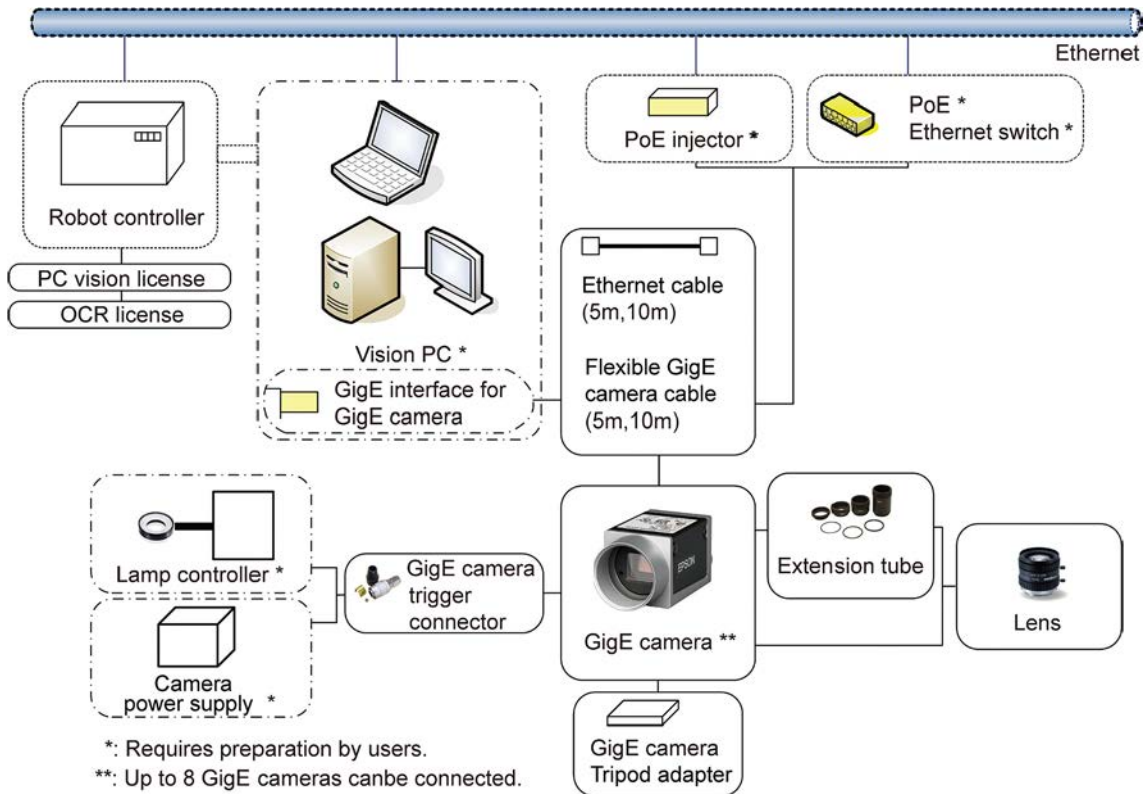 Ethernet
Robot controller
PC vision license
OCR license
Vision PC *
GigE interface for
GigE camera
PoE injector *
PoE *
Ethernet switch *
Ethernet cable
(5m,10m)
Flexible GigE
camera cable
(5m,10m)
Lamp controller *
Camera
power supply *
GigE camera
trigger
connector
EPSON
GigE camera **
Extension tube
Lens
GigE camera
Tripod adapter
*: Requires preparation by users.
**: Up to 8 GigE cameras canbe connected.